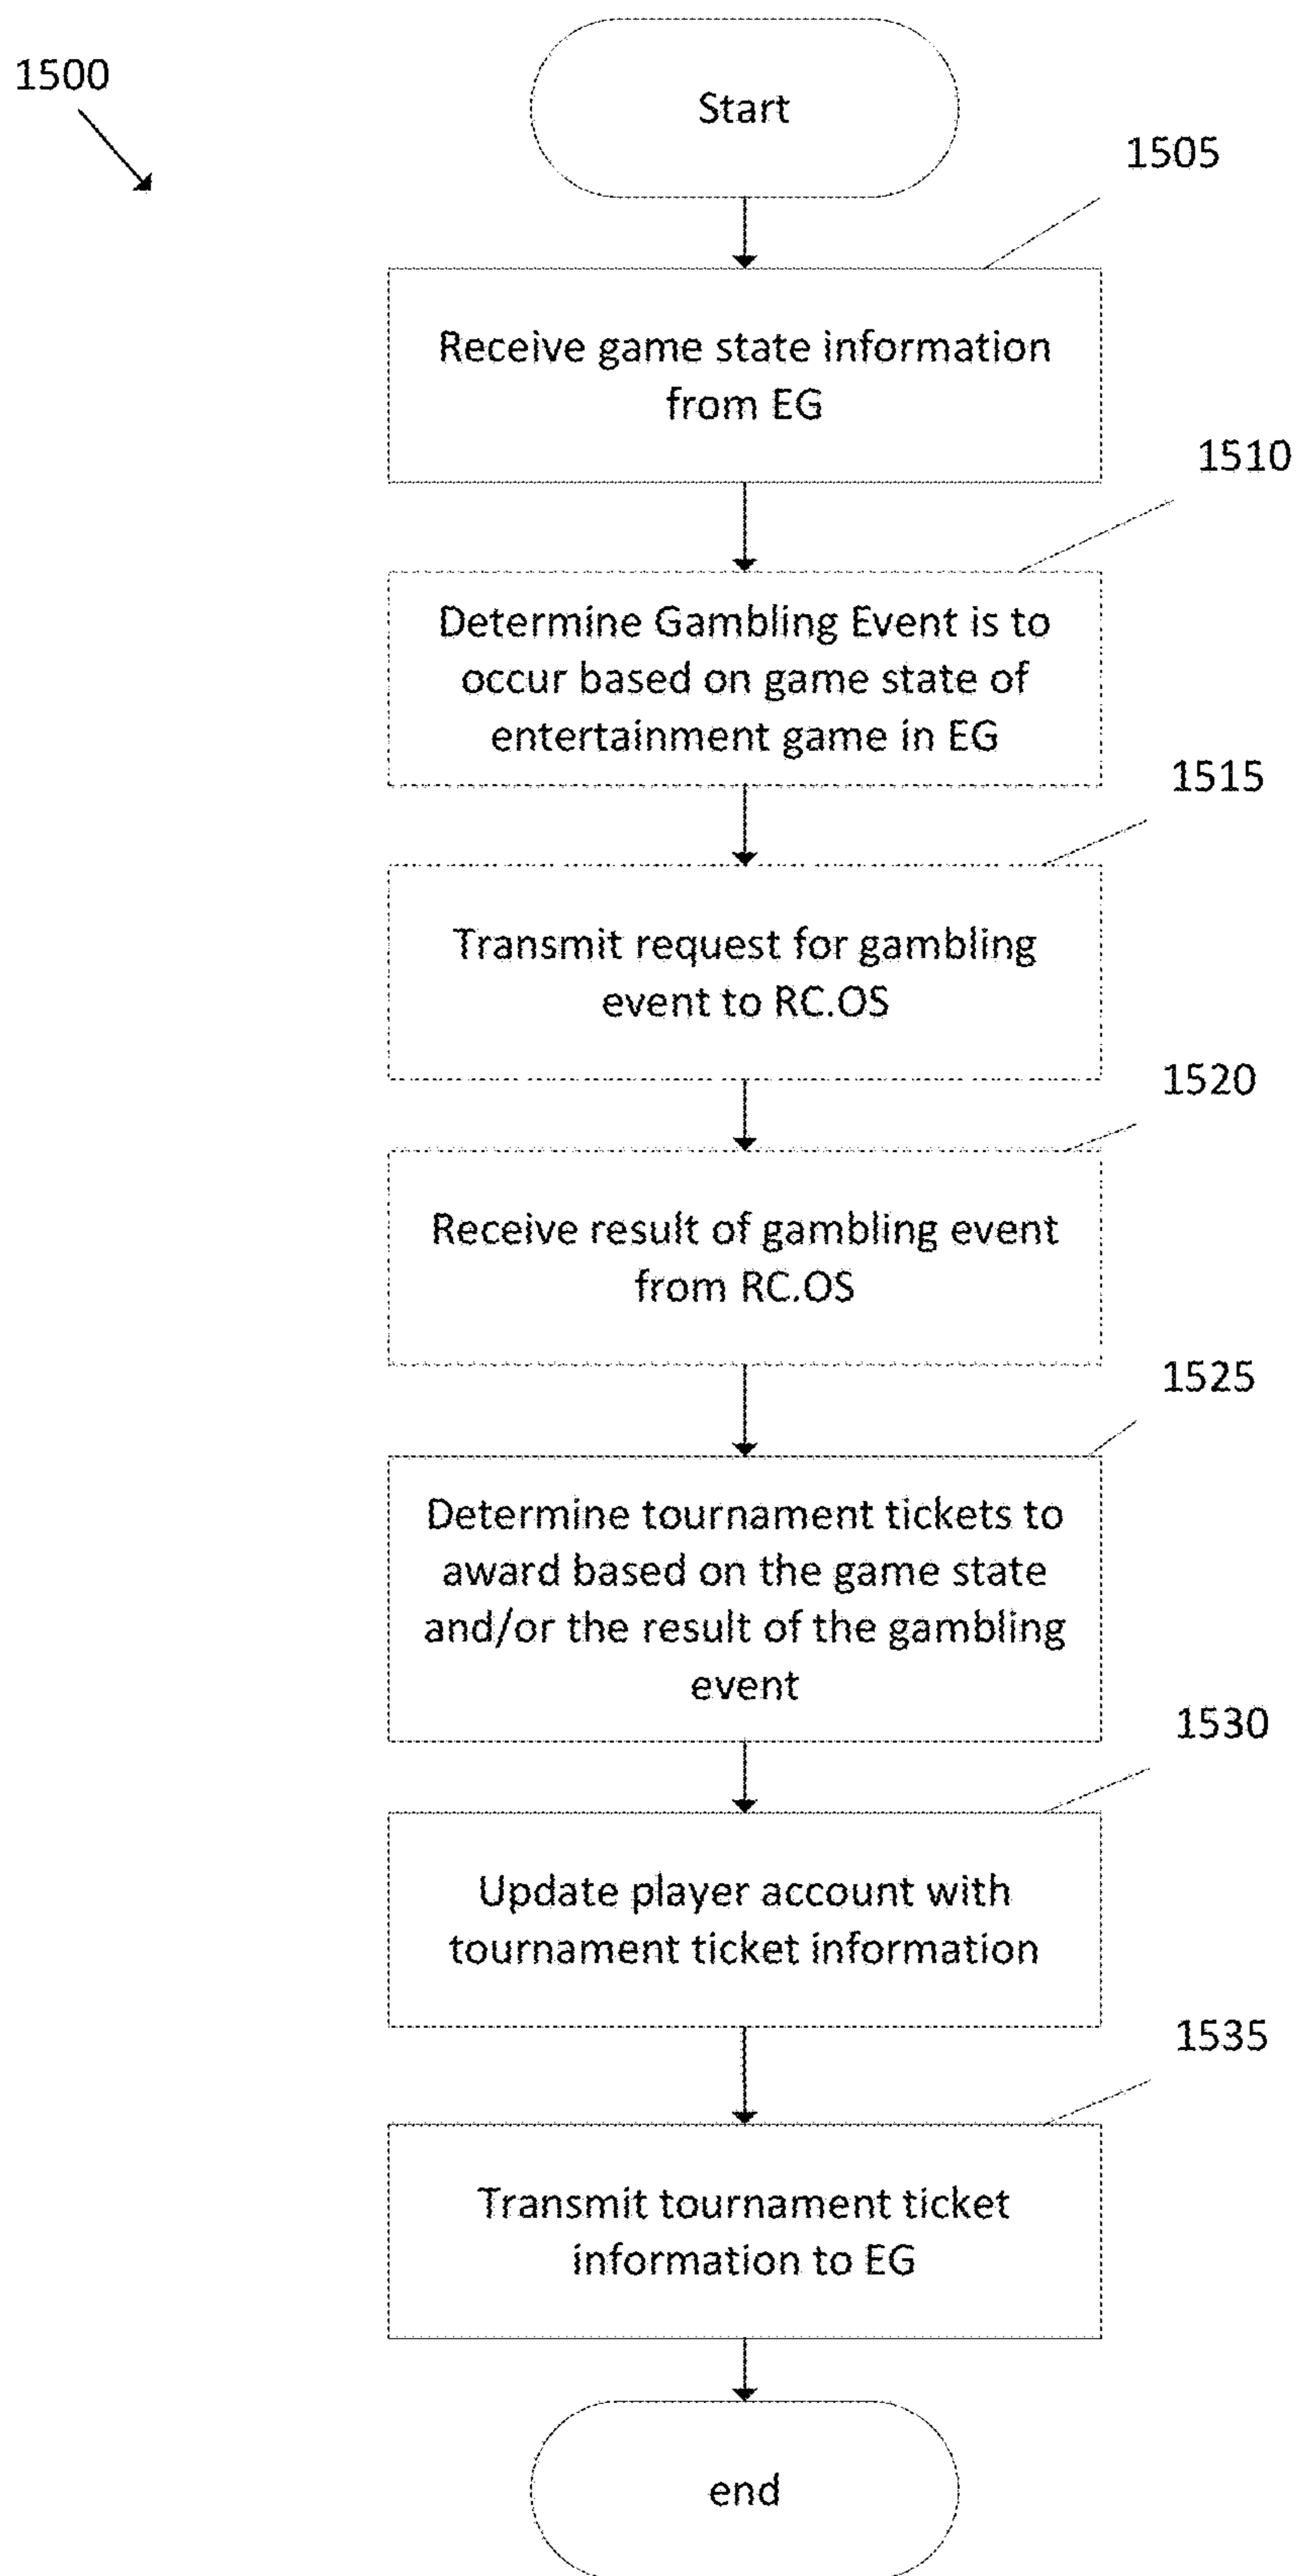 1500
Start
1505
Receive game state information
from EG
1510
Determine Gambling Event is to
occur based on game state of
entertainment game in EG
1515
Transmit request for gambling
event to RC.OS
1520
Receive result of gambling event
from RC.OS
1525
Determine tournament tickets to
award based on the game state
and/or the result of the gambling
event
1530
Update player account with
tournament ticket information
1535
Transmit tournament ticket
information to EG
end